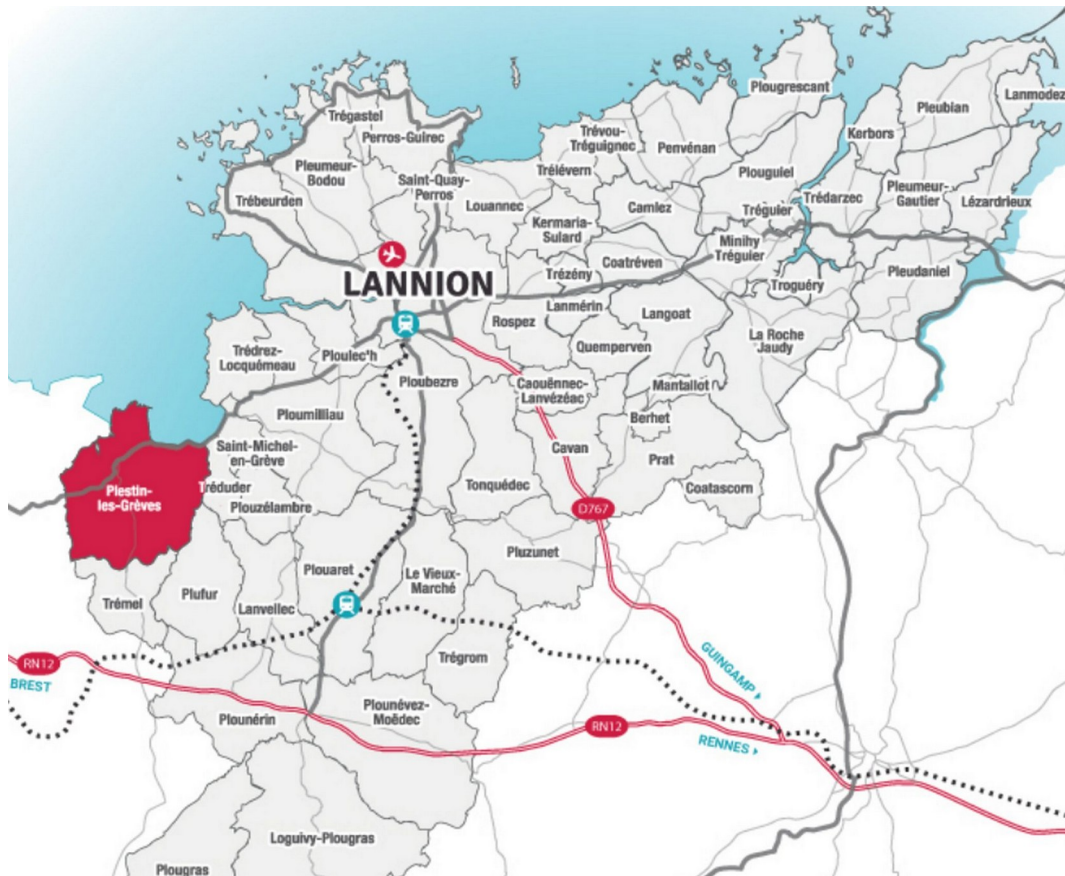 Plougrescant
Lanmodez
Pleubian
Trégastel
Perros-Guirec
Trévou-
Tréguignec
Penvénan
Kerbors
Pleumeur-
Bodou
Trélévern
Plouguiel
Saint-Quay-
Perros
Trébeurden
Louannec
Camlez
Tréguier
Trédarzec
Pleumeur-
Gautier
Lézardrieux
Kermaria-
Sulard
Minihy
Tréguier
Coatréven
Trézény
Pleudaniel
Troguéry
LANNION
Lanmérin
Langoat
Rospez
La Roche
Jaudy
Quemperven
Trédrez-
Locquémeau
Ploulec'h
Ploubezre
Caouënnec-
Lanvézéac
Mantallot
Ploumilliau
Berhet
Saint-Michel-
en-Grève
Cavan
Prat
Plestin-
les-Grèves
Tréduder
Tonquédec
Coatascorn
Plouzélambre
D767
Pluzunet
Plouaret
Le Vieux-
Marché
Trémel
Plufur
Lanvellec
Trégrom
RN12
BREST
GUINGAMP
Plounévez-
Moëdec
Plounérin
RN12
RENNES
Loguivy-Plougras
Plougras